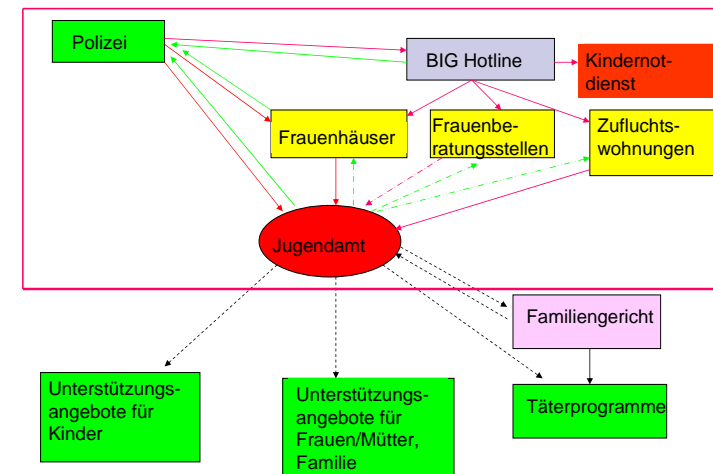 Polizei
BIG Hotline
Kindernot-
dienst
Frauenhäuser
Frauenbe-
ratungsstellen
Zufluchts-
wohnungen
Jugendamt
Familiengericht
Unterstützungs-
angebote für
Kinder
Unterstützungs-
angebote für
Frauen/Mütter,
Familie
Täterprogramme